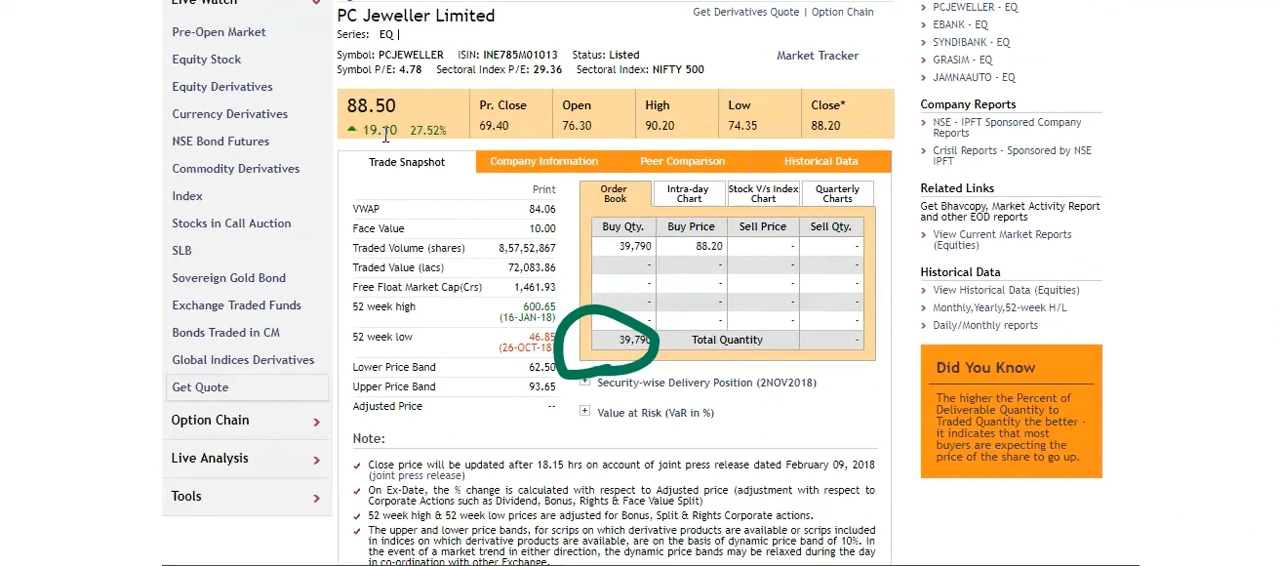 Live Watch
Pre-Open Market
Equity Stock
Equity Derivatives
Currency Derivatives
NSE Bond Futures
Commodity Derivatives
Index
Stocks in Call Auction
SLB
Sovereign Gold Bond
Exchange Traded Funds
Bonds Traded in CM
Global Indices Derivatives
Get Quote
Option Chain
Live Analysis
Tools
PC Jeweller Limited
Get Derivatives Quote | Option Chain
Series: EQ |
Symbol: PCJEWELLER ISIN: INE785M01013 Status: Listed
Market Tracker
Symbol P/E: 4.78 Sectoral Index P/E: 29.36 Sectoral Index: NIFTY 500
88.50 Pr. Close Open High Low Close*
19.10 27.52% 69.40 76.30 90.20 74.35 88.20
Trade Snapshot Company Information Peer Comparison Historical Data
Print
VWAP 84.06
Face Value 10.00
Traded Volume (shares) 8,57,52,867
Traded Value (lacs) 72,083.86
Free Float Market Cap(Crs) 1,461.93
52 week high 600.65
(16-JAN-18)
52 week low 46.85
(26-OCT-18)
Lower Price Band 62.50
Upper Price Band 93.65
Adjusted Price --
Order Book
Intra-day Chart
Stock V/s Index Chart
Quarterly Charts
Buy Qty. Buy Price Sell Price Sell Qty.
39,790 88.20 - -
- - - -
- - - -
- - - -
- - - -
39,790 Total Quantity -
+ Security-wise Delivery Position (2NOV2018)
+ Value at Risk (VaR in %)
Note:
Close price will be updated after 18.15 hrs on account of joint press release dated February 09, 2018
(joint press release)
On Ex-Date, the % change is calculated with respect to Adjusted price (adjustment with respect to
Corporate Actions such as Dividend, Bonus, Rights & Face Value Split)
52 week high & 52 week low prices are adjusted for Bonus, Split & Rights Corporate actions.
The upper and lower price bands, for scrips on which derivative products are available or scrips included
in indices on which derivative products are available, are on the basis of dynamic price band of 10%. In
the event of a market trend in either direction, the dynamic price bands may be relaxed during the day
in co-ordination with other Exchange.
PCJEWELLER - EQ
EBANK - EQ
SYNDIBANK - EQ
GRASIM - EQ
JAMNAAUTO - EQ
Company Reports
NSE - IPFT Sponsored Company
Reports
Crisil Reports - Sponsored by NSE
IPFT
Related Links
Get Bhavcopy, Market Activity Report
and other EOD reports
View Current Market Reports
(Equities)
Historical Data
View Historical Data (Equities)
Monthly,Yearly,52-week H/L
Daily/Monthly reports
Did You Know
The higher the Percent of
Deliverable Quantity to
Traded Quantity the better -
it indicates that most
buyers are expecting the
price of the share to go up.